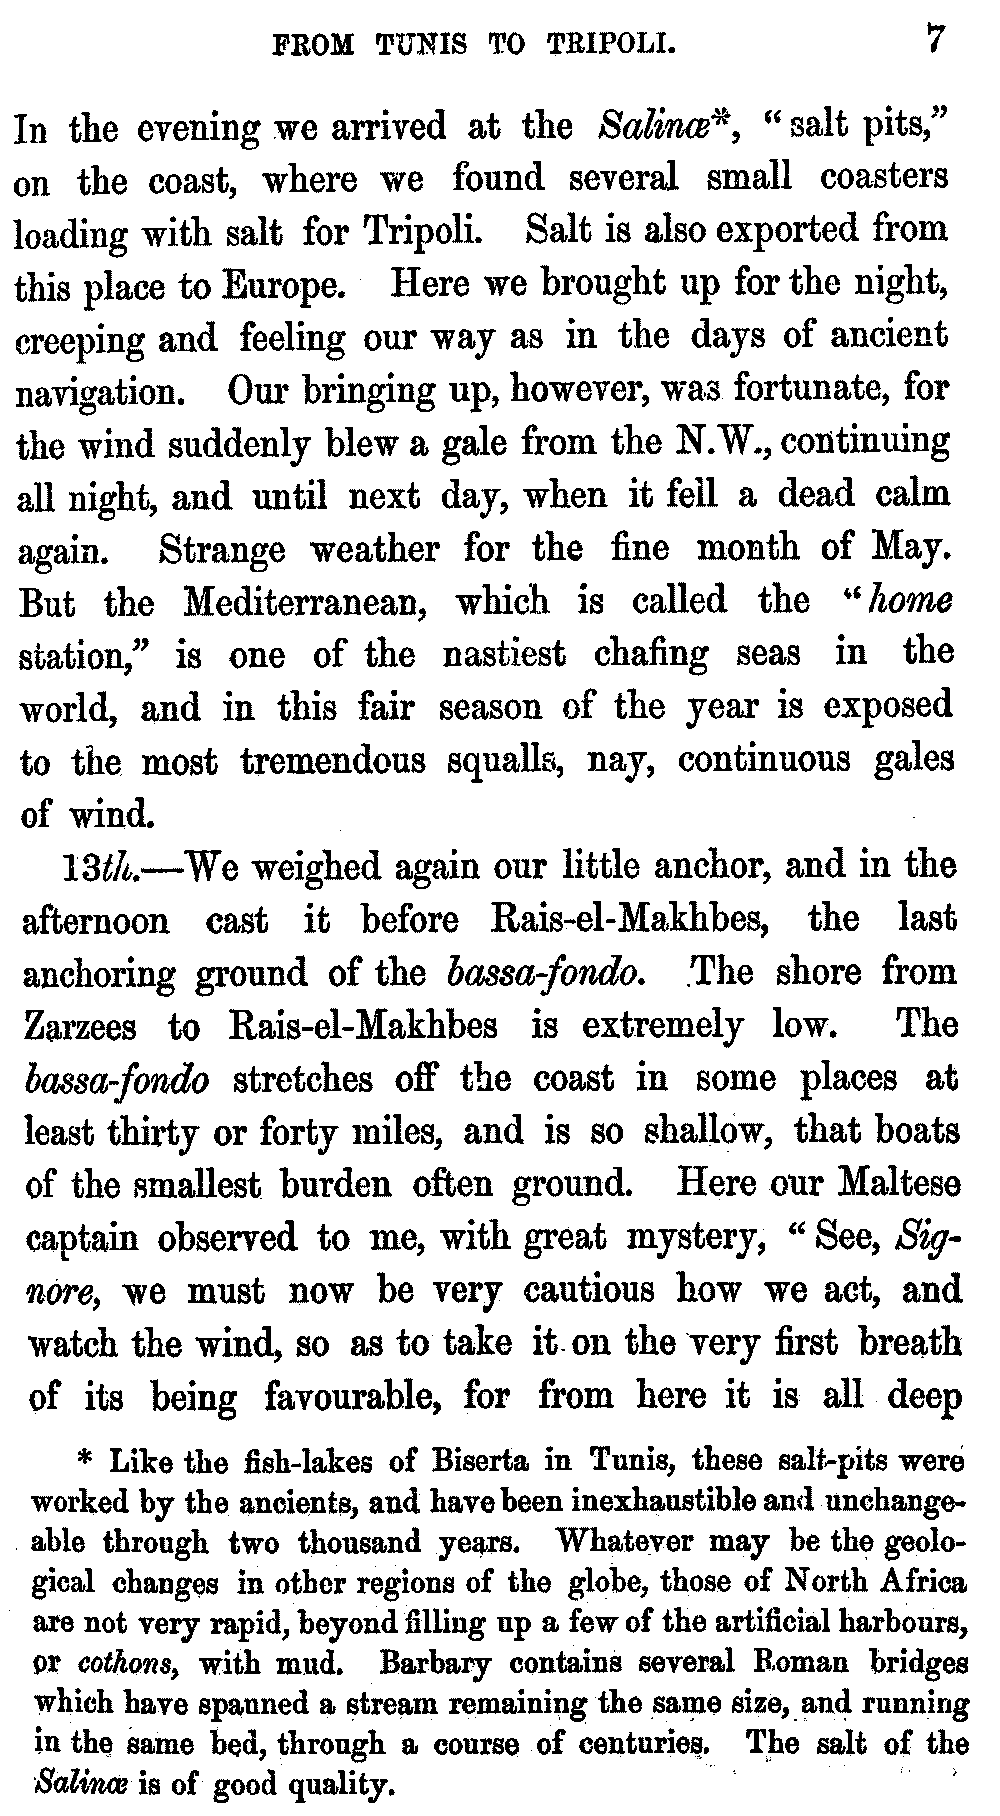 FROM TUNIS TO TRIPOLI. 7
In the evening we arrived at the Salinæ*, “salt pits,”
on the coast, where we found several small coasters
loading with salt for Tripoli. Salt is also exported from
this place to Europe. Here we brought up for the night,
creeping and feeling our way as in the days of ancient
navigation. Our bringing up, however, was fortunate, for
the wind suddenly blew a gale from the N.W., continuing
all night, and until next day, when it fell a dead calm
again. Strange weather for the fine month of May.
But the Mediterranean, which is called the “home
station,” is one of the nastiest chafing seas in the
world, and in this fair season of the year is exposed
to the most tremendous squalls, nay, continuous gales
of wind.
13th.—We weighed again our little anchor, and in the
afternoon cast it before Rais-el-Makhbes, the last
anchoring ground of the bassa-fondo. The shore from
Zarzees to Rais-el-Makhbes is extremely low. The
bassa-fondo stretches off the coast in some places at
least thirty or forty miles, and is so shallow, that boats
of the smallest burden often ground. Here our Maltese
captain observed to me, with great mystery, “See, Sig-
nore, we must now be very cautious how we act, and
watch the wind, so as to take it on the very first breath
of its being favourable, for from here it is all deep
* Like the fish-lakes of Biserta in Tunis, these salt-pits were
worked by the ancients, and have been inexhaustible and unchange-
able through two thousand years. Whatever may be the geolo-
gical changes in other regions of the globe, those of North Africa
are not very rapid, beyond filling up a few of the artificial harbours,
or cothons, with mud. Barbary contains several Roman bridges
which have spanned a stream remaining the same size, and running
in the same bed, through a course of centuries. The salt of the
Salinæ is of good quality.